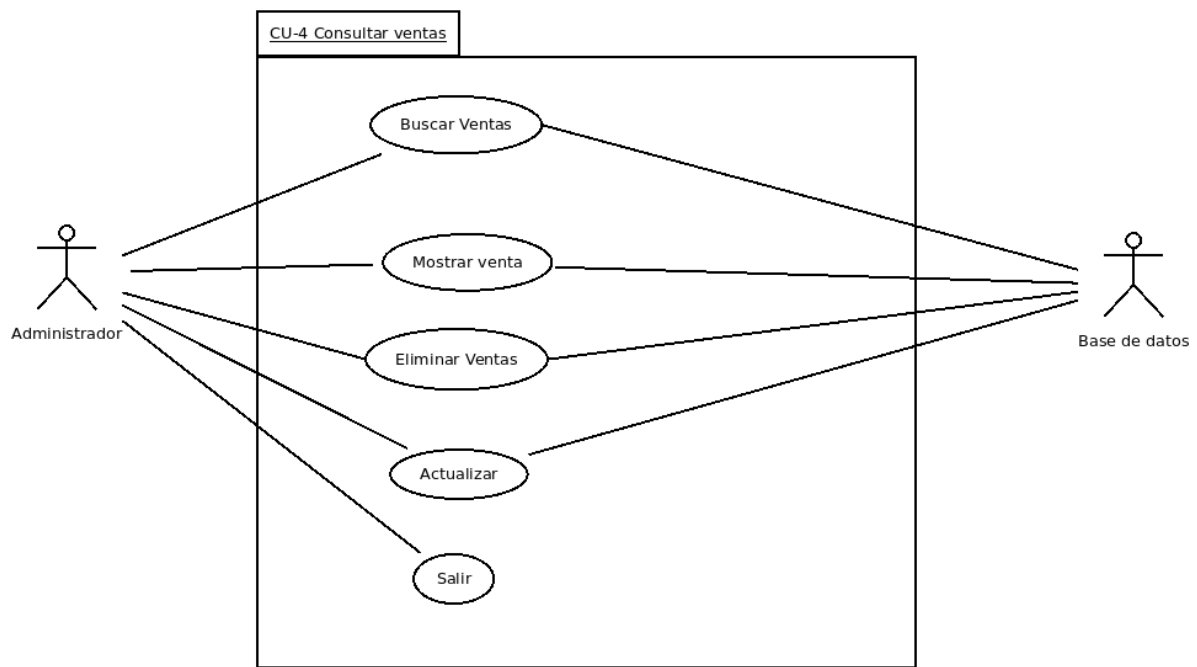 CU-4 Consultar ventas
Buscar Ventas
Mostrar venta
Administrador
Base de datos
Eliminar Ventas
Actualizar
Salir